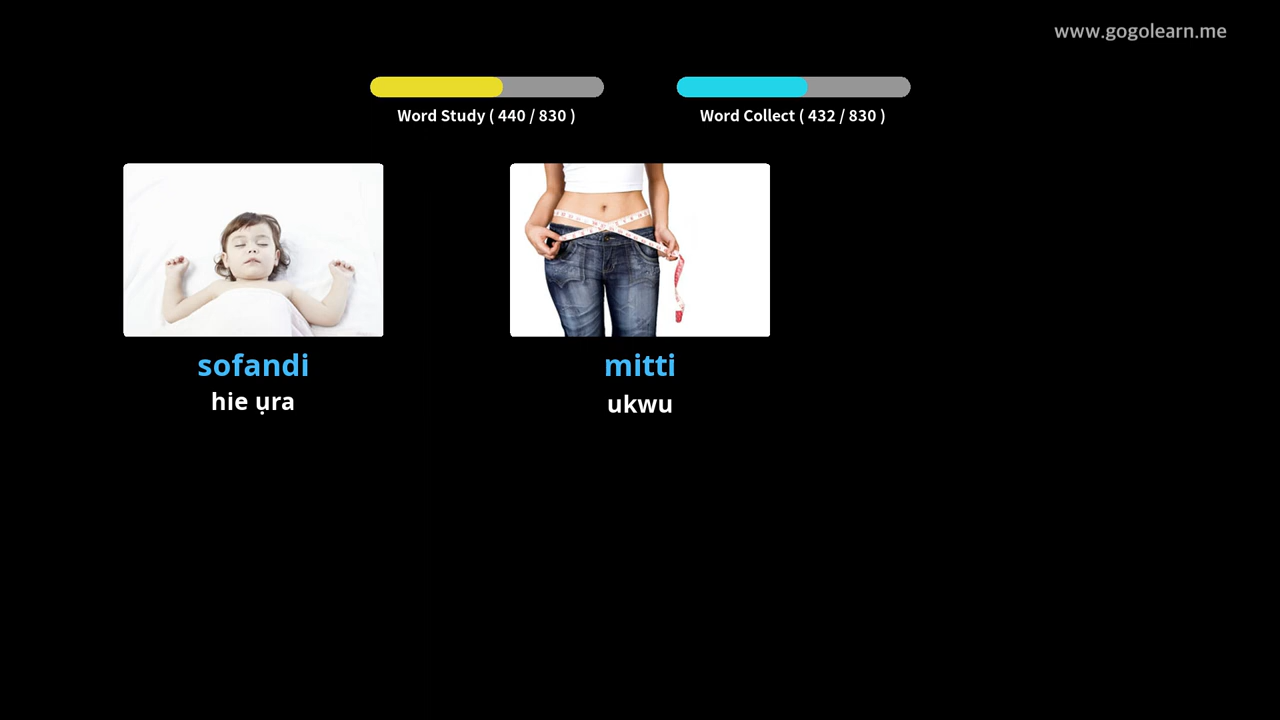 www.gogolearn.me
Word Study ( 440 / 830 )
Word Collect ( 432 / 830 )
sofandi
hie ụra
mitti
ukwu